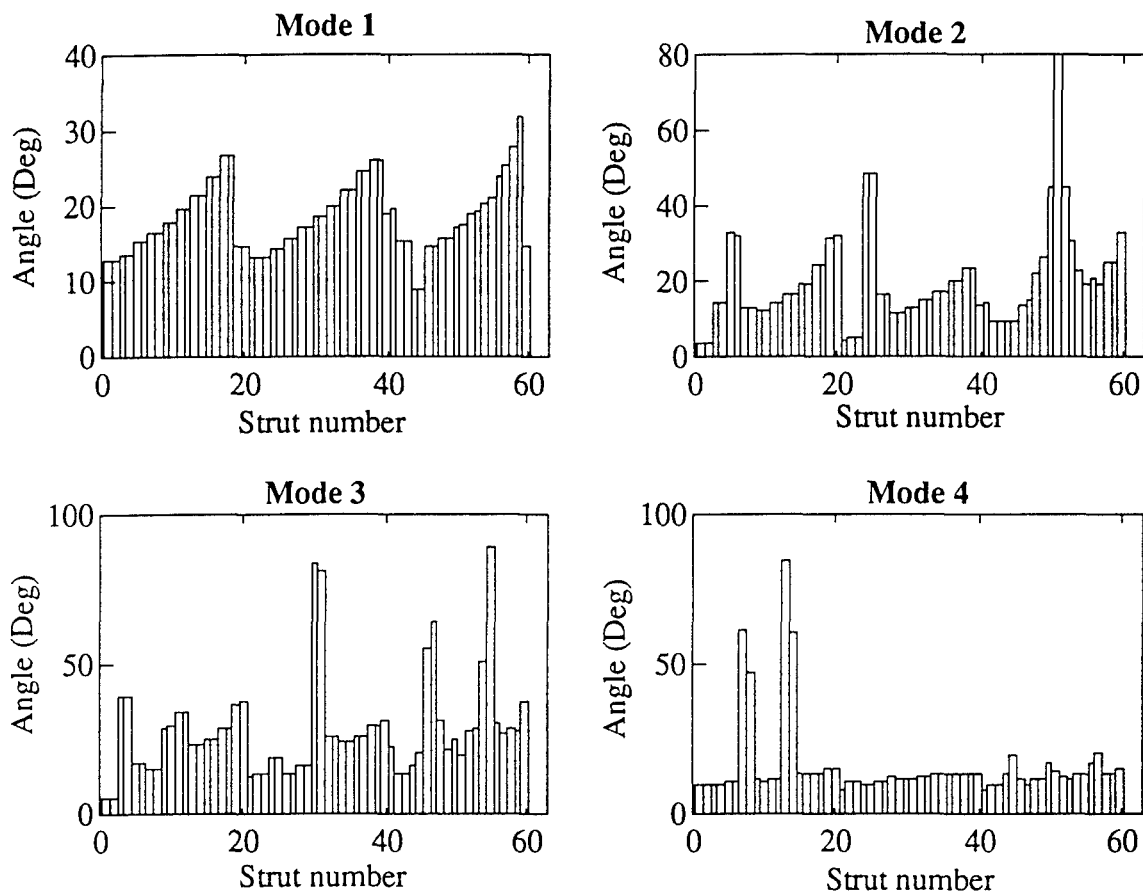 Mode 1
Angle (Deg)
40
30
20
10
0
0 20 40 60
Strut number
Mode 2
Angle (Deg)
80
60
40
20
0
0 20 40 60
Strut number
Mode 3
Angle (Deg)
100
50
0
0 20 40 60
Strut number
Mode 4
Angle (Deg)
100
50
0
0 20 40 60
Strut number